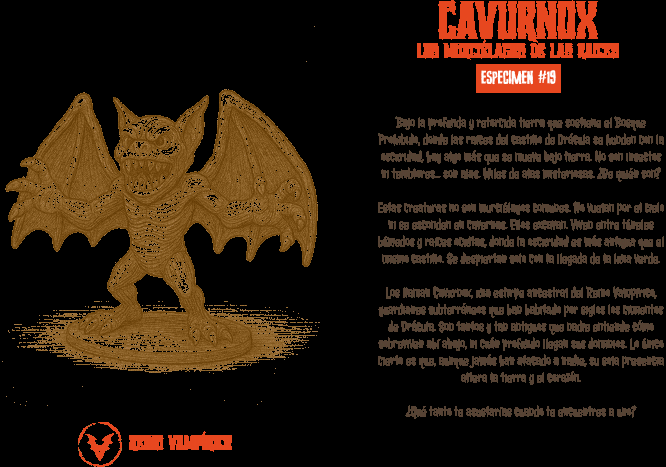 CAVURNOX
LOS MURCIÉLAGOS DE LAS RAÍCES
ESPECIMEN #19
Bajo la profunda y retorcida tierra que sostiene el Bosque
Prohibido, donde las raíces del castillo de Drácula se hunden con la
oscuridad, hay algo más que se mueve bajo tierra. No son insectos
ni temblores... son alas. Miles de alas misteriosas. ¿De quién son?
Estas criaturas no son murciélagos comunes. No vuelan por el cielo
ni se esconden en cavernas. Ellos excavan. Viven entre túneles
húmedos y raíces ocultas, donde la oscuridad es más antigua que el
mismo castillo. Se despiertan solo con la llegada de la luna verde.
Los llaman Cavurnox, una estirpe ancestral del Reino Vampírico,
guardianes subterráneos que han habitado por siglos los cimientos
de Drácula. Son tantos y tan antiguos que nadie entiende cómo
sobreviven ahí abajo, ni cuán profundo llegan sus dominios. Lo único
cierto es que, aunque jamás han atacado a nadie, su sola presencia
altera la tierra y el corazón.
¿Qué tanto te asustarías cuando te encuentres a uno?
REINO VAMPÍRICO